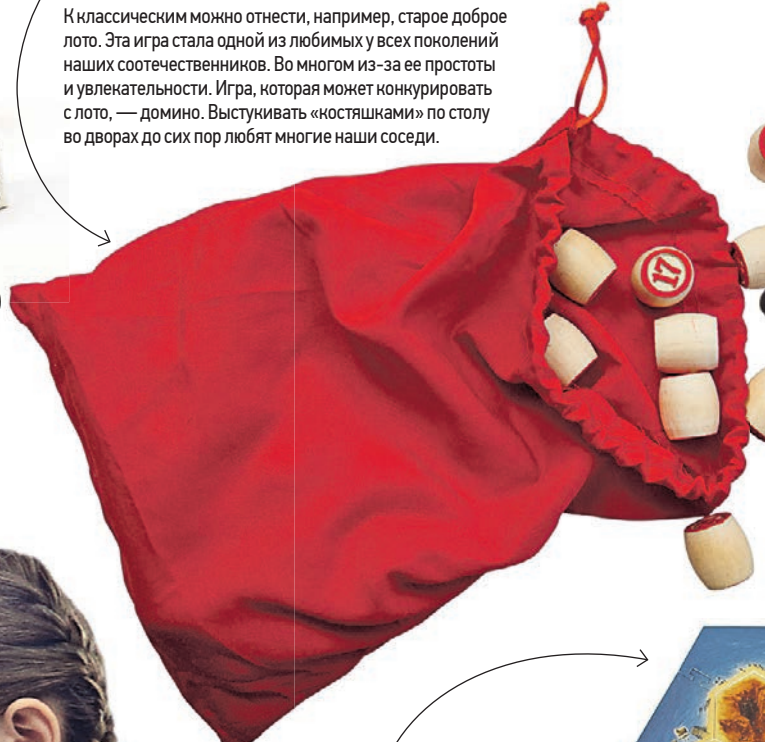 К классическим можно отнести, например, старое доброе
лото. Эта игра стала одной из любимых у всех поколений
наших соотечественников. Во многом из-за ее простоты
и увлекательности. Игра, которая может конкурировать
с лото, — домино. Выстукивать «костяшками» по столу
во дворах до сих пор любят многие наши соседи.
17